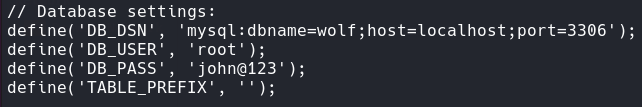 // Database settings:
define('DB_DSN', 'mysql:dbname=wolf;host=localhost;port=3306');
define('DB_USER', 'root');
define('DB_PASS', 'john@123');
define('TABLE_PREFIX', '');